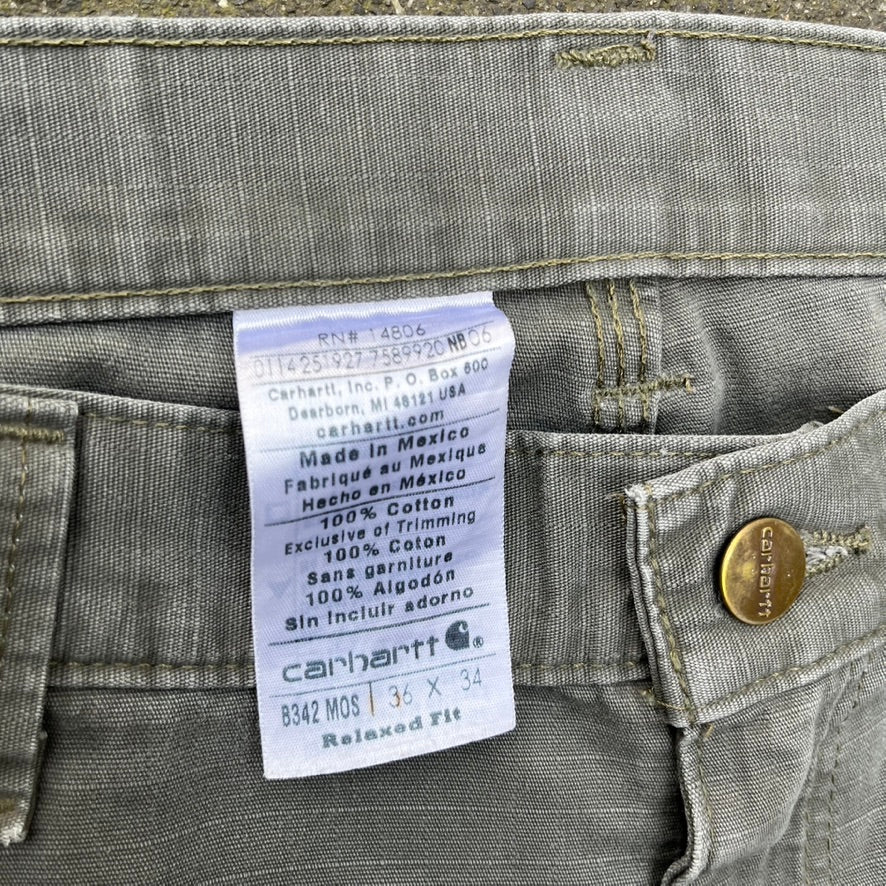 RN# 14806
01142519277589920 NB 06
Carhartt, Inc. P. O. Box 600
Dearborn, MI 48121 USA
carhartt.com
Made in Mexico
Fabriqué au Mexique
Hecho en México
100% Cotton
Exclusive of Trimming
100% Coton
Sans garniture
100% Algodón
Sin incluir adorno
carhartt ®
B342 MOS 36 X 34
Relaxed Fit
carhartt